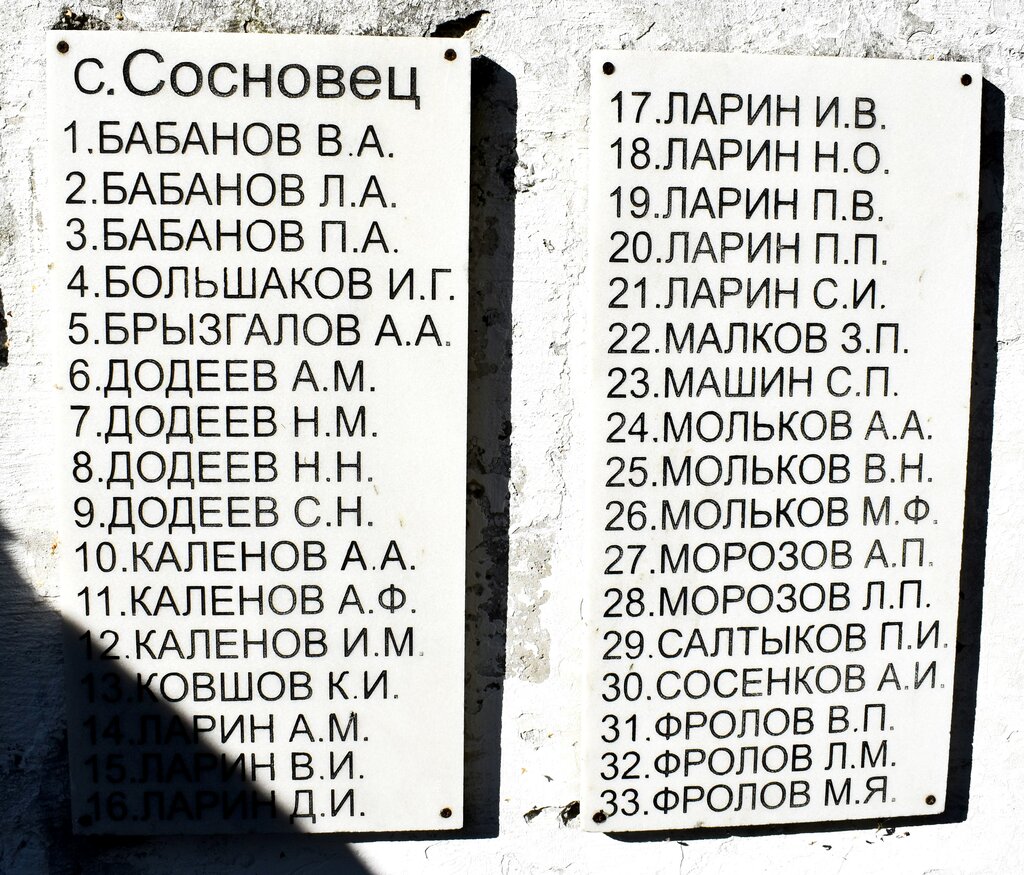 с.Сосновец
1.БАБАНОВ В.А.
2.БАБАНОВ Л.А.
3.БАБАНОВ П.А.
4.БОЛЬШАКОВ И.Г.
5.БРЫЗГАЛОВ А.А.
6.ДОДЕЕВ А.М.
7.ДОДЕЕВ Н.М.
8.ДОДЕЕВ Н.Н.
9.ДОДЕЕВ С.Н.
10.КАЛЕНОВ А.А.
11.КАЛЕНОВ А.Ф.
12.КАЛЕНОВ И.М.
13.КОВШОВ К.И.
14.ЛАРИН А.М.
15.ЛАРИН В.И.
16.ЛАРИН Д.И.
17.ЛАРИН И.В.
18.ЛАРИН Н.О.
19.ЛАРИН П.В.
20.ЛАРИН П.П.
21.ЛАРИН С.И.
22.МАЛКОВ З.П.
23.МАШИН С.П.
24.МОЛЬКОВ А.А.
25.МОЛЬКОВ В.Н.
26.МОЛЬКОВ М.Ф.
27.МОРОЗОВ А.П.
28.МОРОЗОВ Л.П.
29.САЛТЫКОВ П.И.
30.СОСЕНКОВ А.И.
31.ФРОЛОВ В.П.
32.ФРОЛОВ Л.М.
33.ФРОЛОВ М.Я.